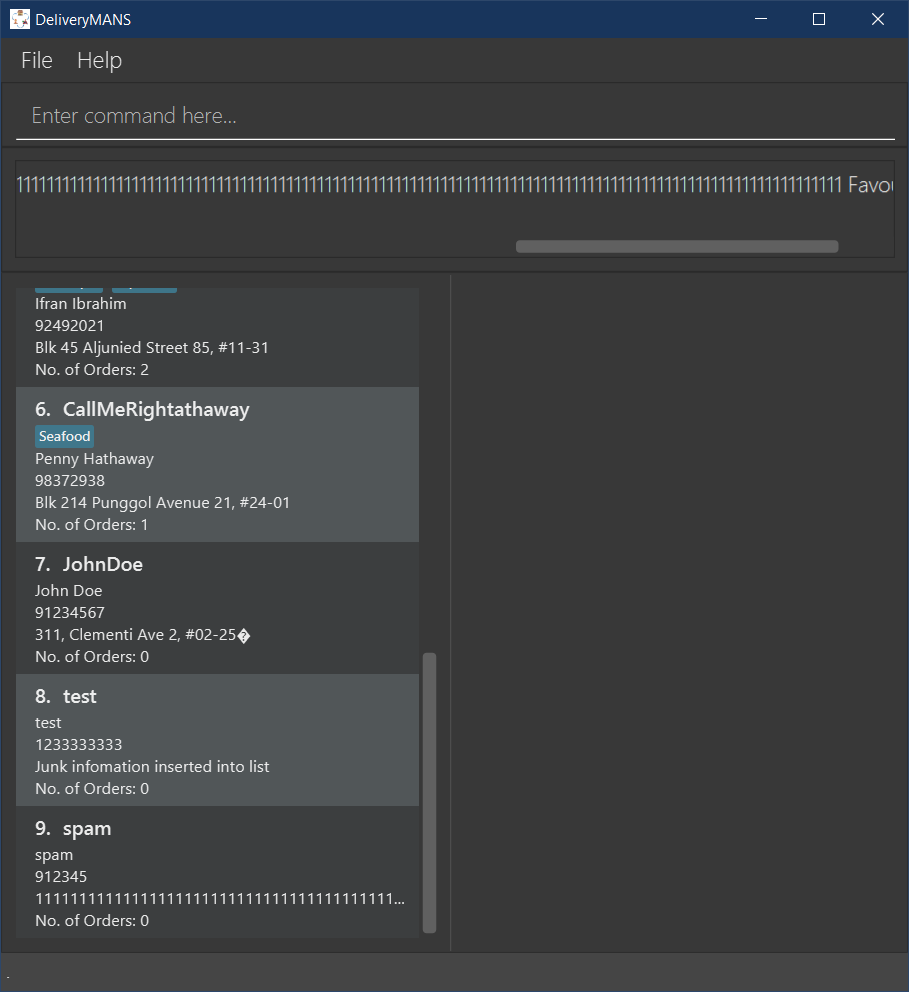 DeliveryMANS
File Help
Enter command here...
Ifran Ibrahim
92492021
Blk 45 Aljunied Street 85, #11-31
No. of Orders: 2
6. CallMeRightathaway
Seafood
Penny Hathaway
98372938
Blk 214 Punggol Avenue 21, #24-01
No. of Orders: 1
7. JohnDoe
John Doe
91234567
311, Clementi Ave 2, #02-25�
No. of Orders: 0
8. test
test
1233333333
Junk infomation inserted into list
No. of Orders: 0
9. spam
spam
912345
No. of Orders: 0